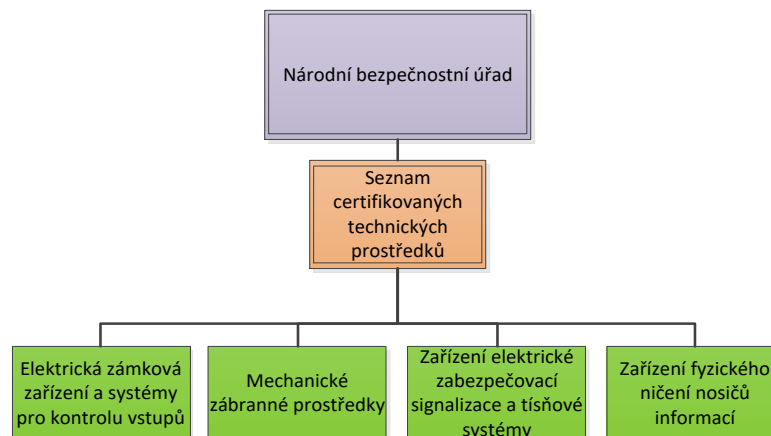 Národní bezpečnostní úřad
Seznam
certifikovaných
technických
prostředků
Elektrická zámková
zařízení a systémy
pro kontrolu vstupů
Mechanické
zábranné prostředky
Zařízení elektrické
zabezpečovací
signalizace a tísňové
systémy
Zařízení fyzického
ničení nosičů
informací